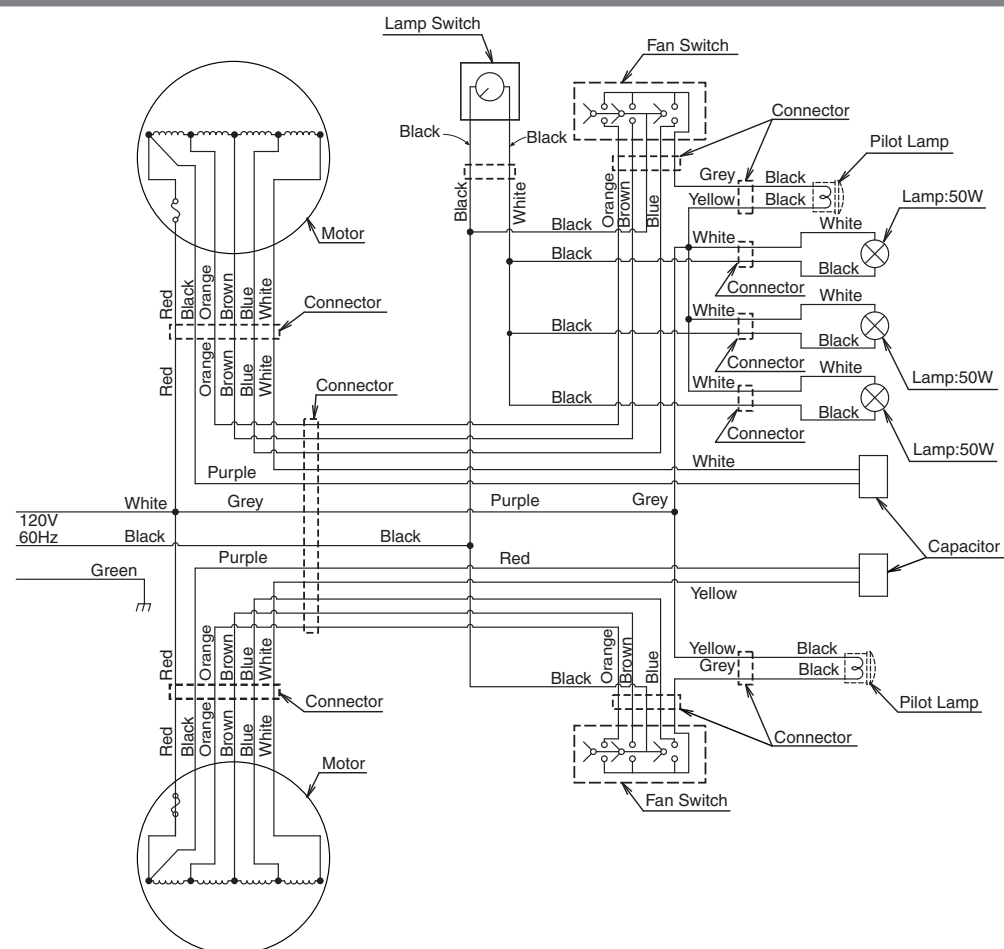 Lamp Switch
Fan Switch
Connector
Black
Black
Pilot Lamp
Grey
Black
Yellow
Black
Lamp:50W
Black
White
Orange
Brown
Blue
White
Black
White
Black
Black
Connector
Motor
Red
Black
Orange
Brown
Blue
White
Connector
White
White
Black
Black
Connector
Lamp:50W
Red
Orange
Brown
Blue
White
Connector
White
White
Black
Black
Connector
Lamp:50W
Purple
White
White
Grey
Purple
Grey
120V
60Hz
Black
Black
Capacitor
Purple
Red
Green
Yellow
Red
Orange
Brown
Blue
White
Orange
Brown
Blue
Yellow
Black
Grey
Black
Black
Connector
Pilot Lamp
Red
Black
Orange
Brown
Blue
White
Connector
Motor
Fan Switch